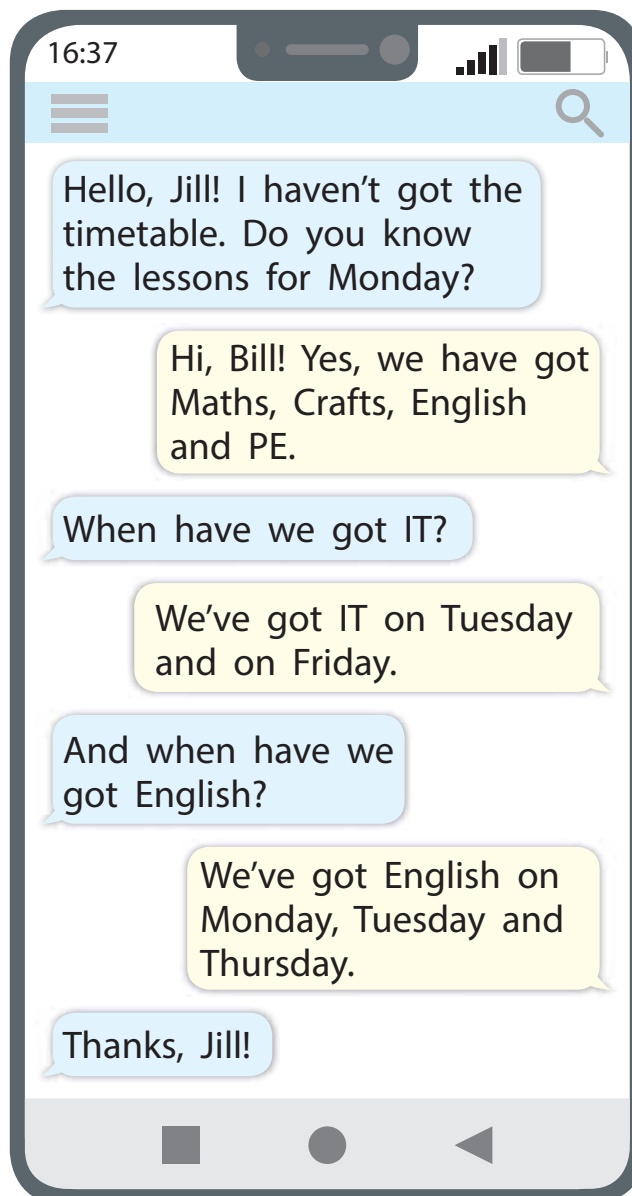 16:37
Hello, Jill! I haven’t got the
timetable. Do you know
the lessons for Monday?
Hi, Bill! Yes, we have got
Maths, Crafts, English
and PE.
When have we got IT?
We’ve got IT on Tuesday
and on Friday.
And when have we
got English?
We’ve got English on
Monday, Tuesday and
Thursday.
Thanks, Jill!